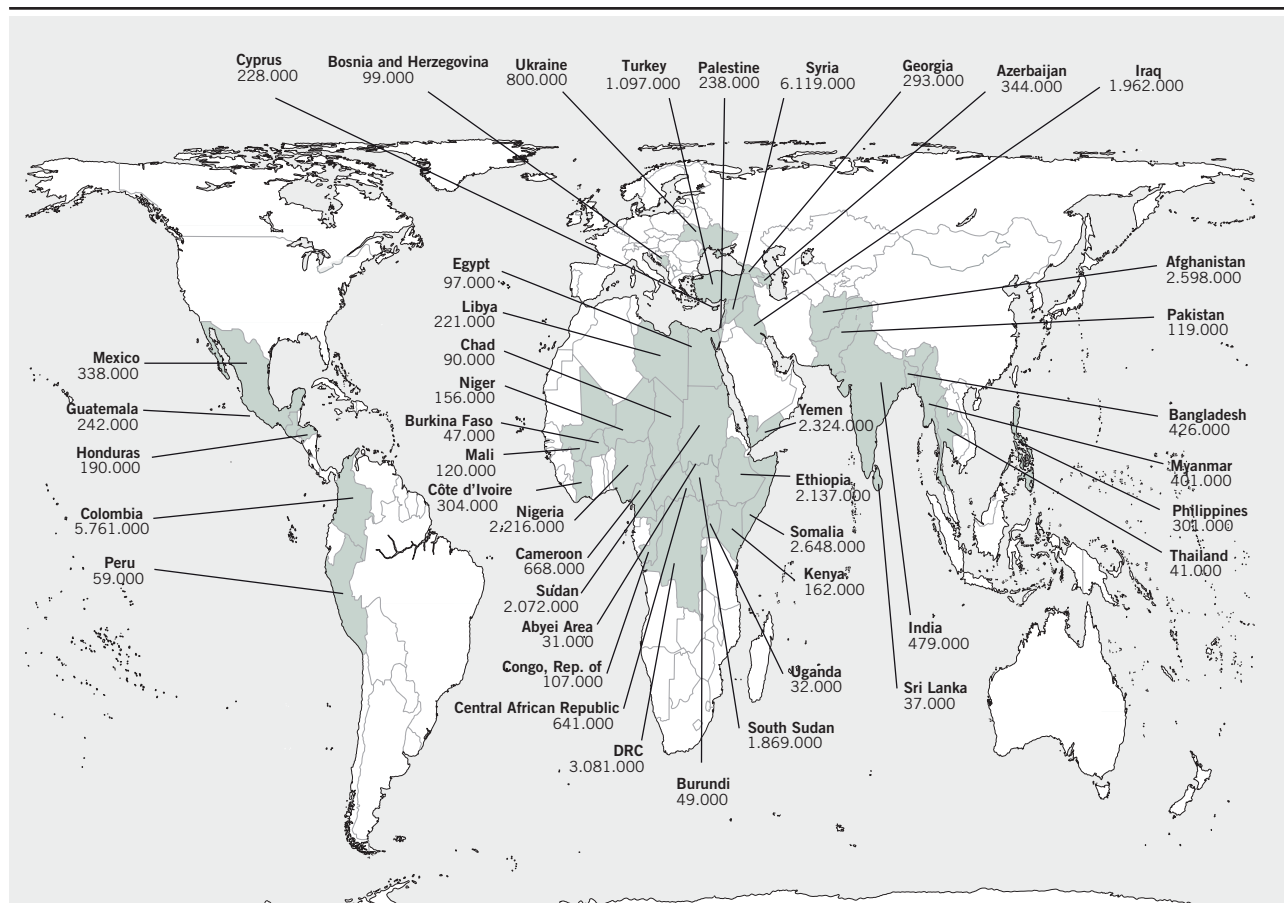 Cyprus
228.000
Bosnia and Herzegovina
99.000
Ukraine
800.000
Turkey
1.097.000
Palestine
238.000
Syria
6.119.000
Georgia
293.000
Azerbaijan
344.000
Iraq
1.962.000
Egypt
97.000
Libya
221.000
Chad
90.000
Niger
156.000
Burkina Faso
47.000
Mali
120.000
Côte d'Ivoire
304.000
Nigeria
2.216.000
Cameroon
668.000
Sudan
2.072.000
Abyei Area
31.000
Congo, Rep. of
107.000
Central African Republic
641.000
DRC
3.081.000
Burundi
49.000
South Sudan
1.869.000
Uganda
32.000
Kenya
162.000
Somalia
2.648.000
Ethiopia
2.137.000
Yemen
2.324.000
Mexico
338.000
Guatemala
242.000
Honduras
190.000
Colombia
5.761.000
Peru
59.000
Afghanistan
2.598.000
Pakistan
119.000
Bangladesh
426.000
Myanmar
401.000
Philippines
301.000
Thailand
41.000
India
479.000
Sri Lanka
37.000